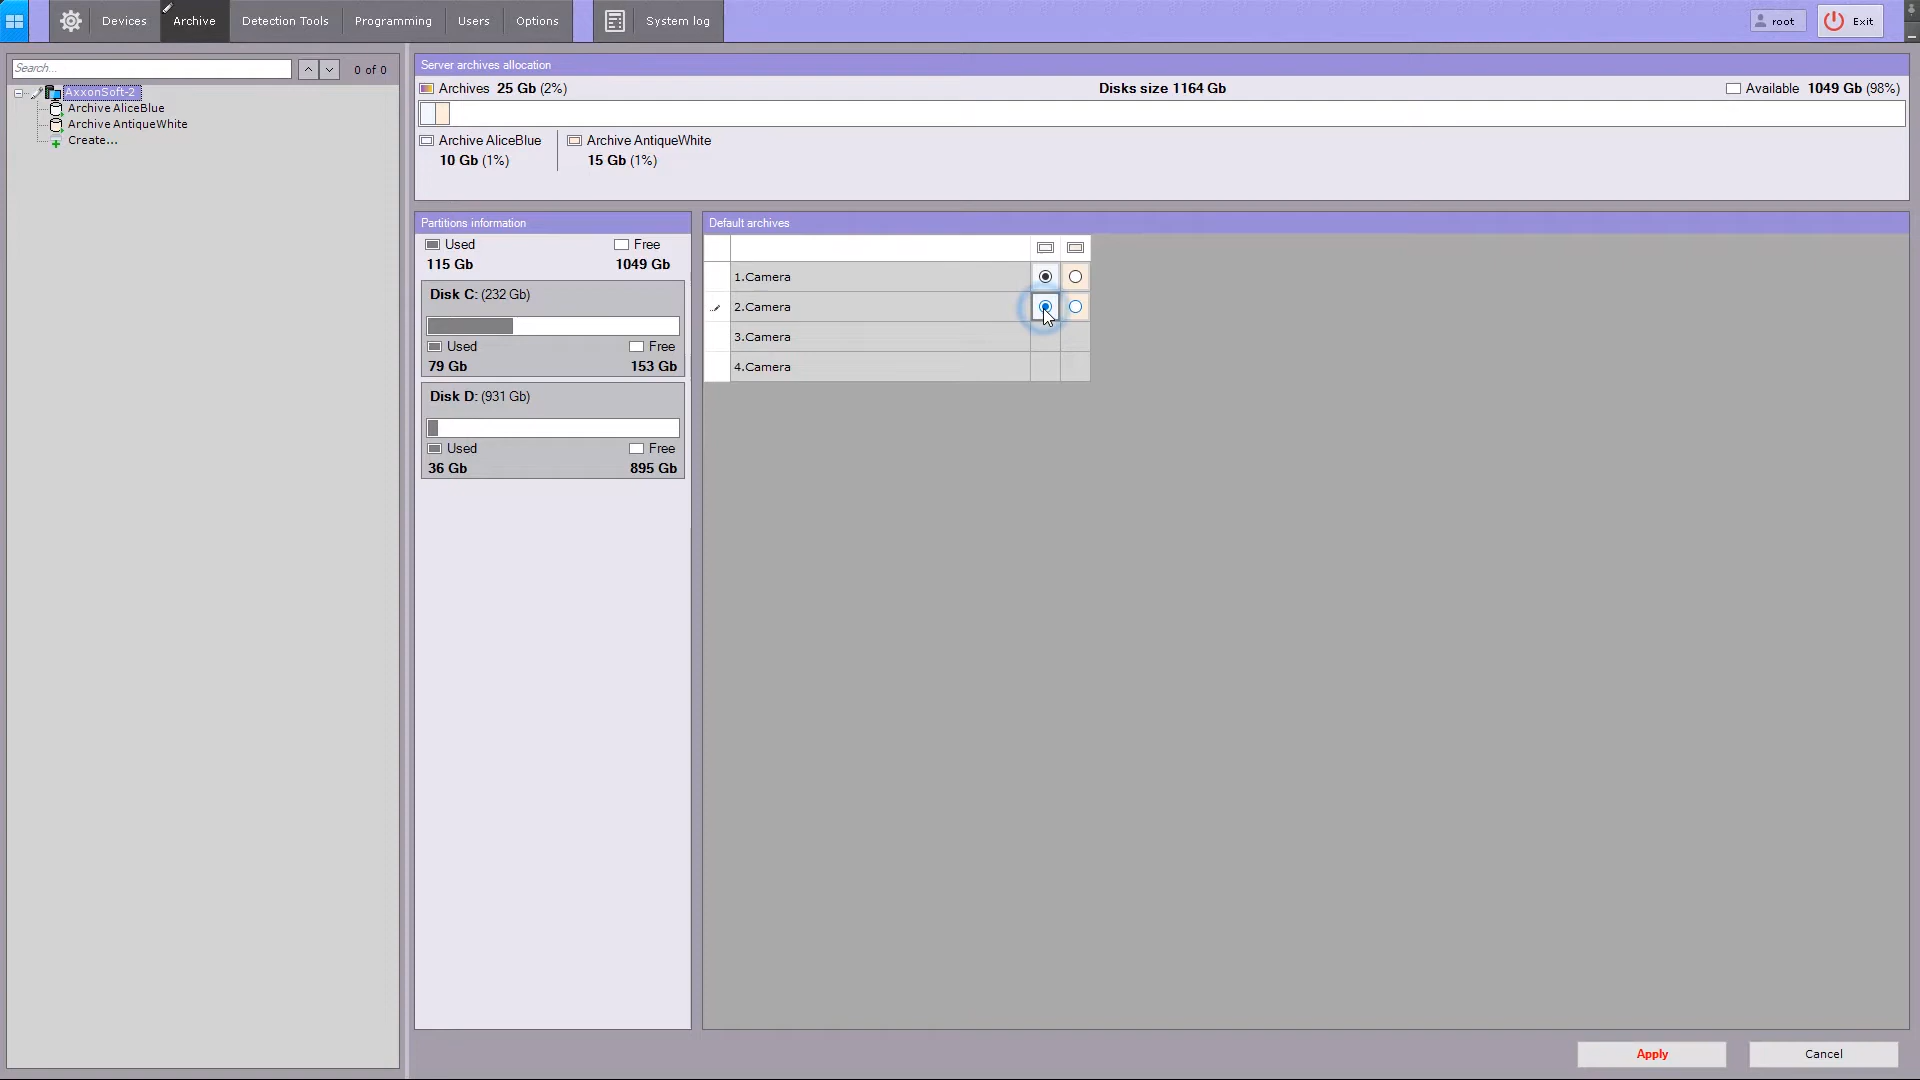 Devices Archive Detection Tools Programming Users Options System log root Exit
Search... 0 of 0
AxxonSoft-2
Archive AliceBlue
Archive AntiqueWhite
Create...
Server archives allocation
Archives 25 Gb (2%) Disks size 1164 Gb Available 1049 Gb (98%)
Archive AliceBlue Archive AntiqueWhite
10 Gb (1%) 15 Gb (1%)
Partitions information
Used Free
115 Gb 1049 Gb
Disk C: (232 Gb)
Used Free
79 Gb 153 Gb
Disk D: (931 Gb)
Used Free
36 Gb 895 Gb
Default archives
1.Camera
2.Camera
3.Camera
4.Camera
Apply Cancel